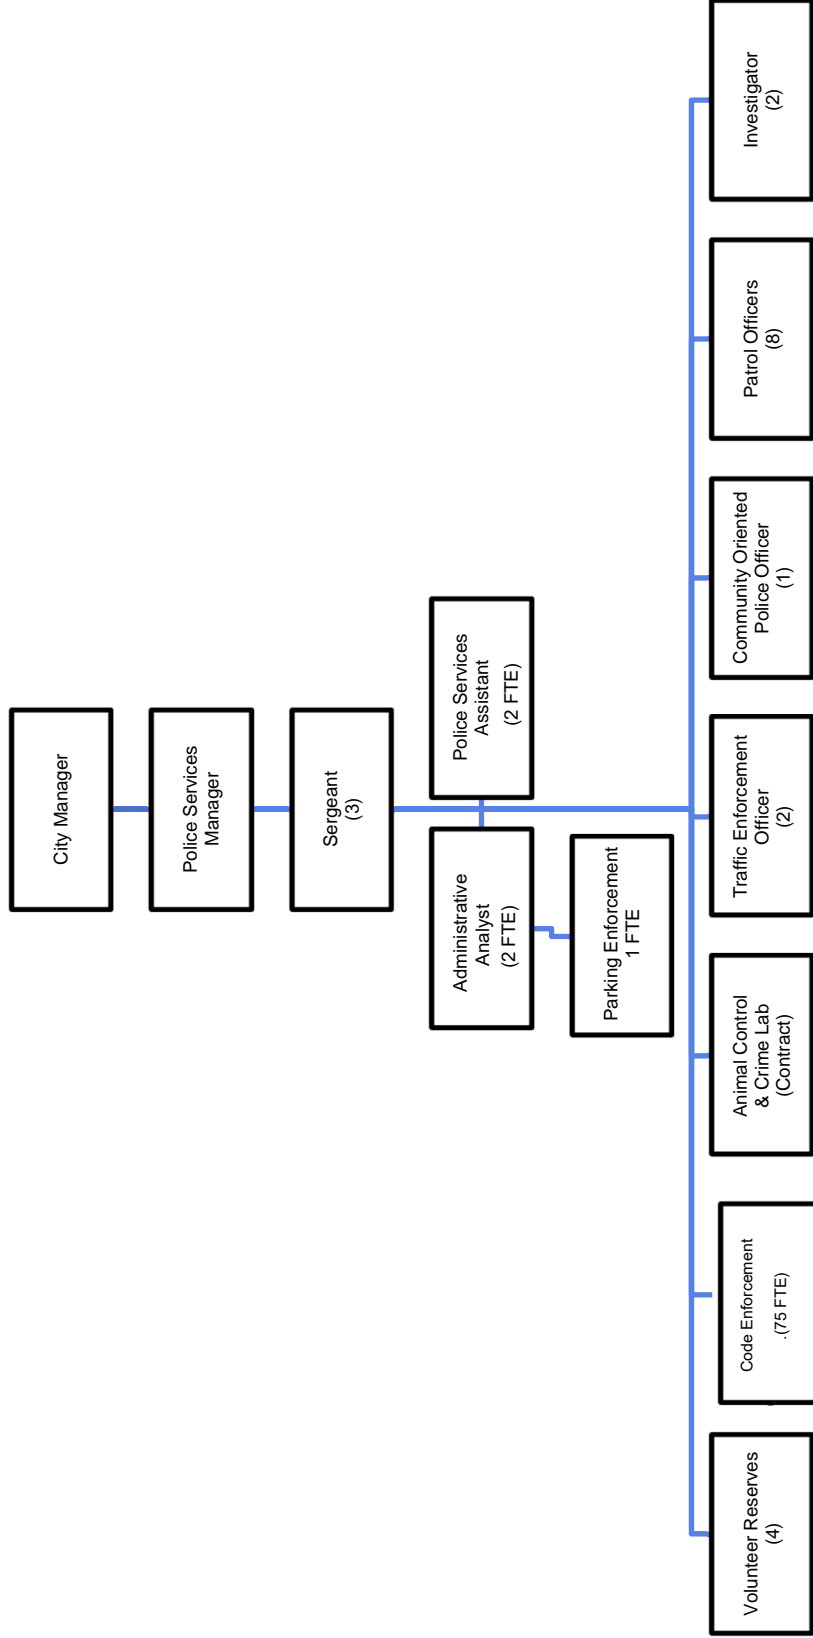 City Manager
Police Services
Manager
Sergeant
(3)
Administrative
Analyst
(2 FTE)
Police Services
Assistant
(2 FTE)
Parking Enforcement
1 FTE
Volunteer Reserves
(4)
Code Enforcement
.(75 FTE)
Animal Control
& Crime Lab
(Contract)
Traffic Enforcement
Officer
(2)
Community Oriented
Police Officer
(1)
Patrol Officers
(8)
Investigator
(2)